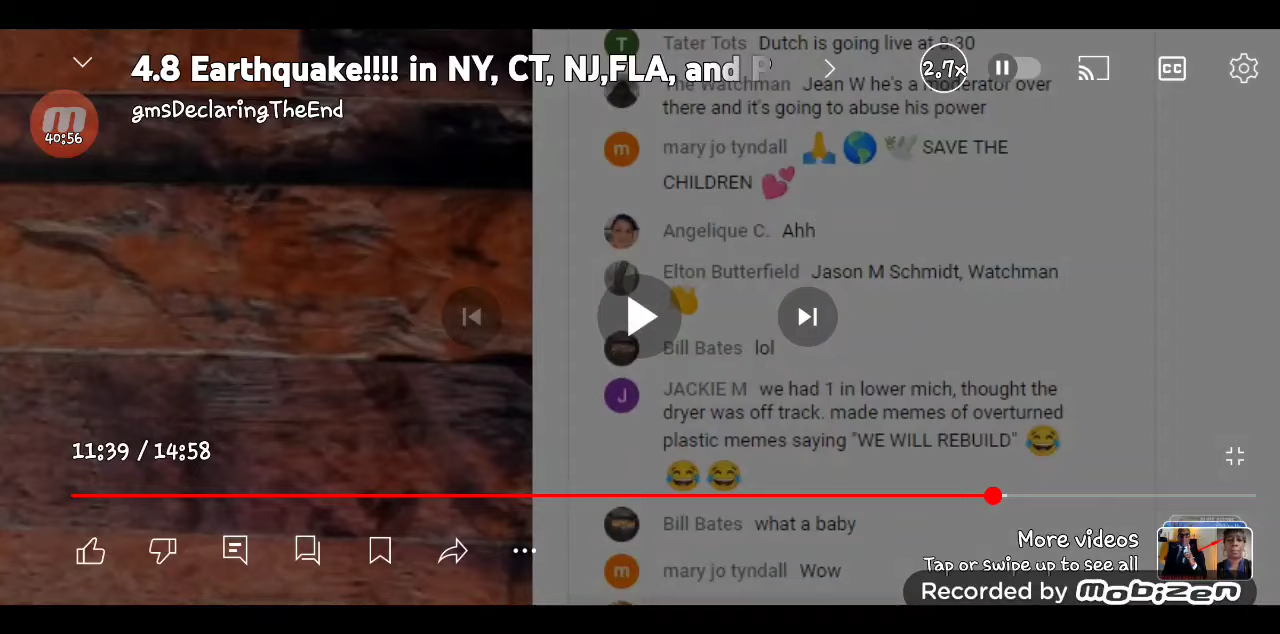 Tater Tots Dutch is going live at 8:30
4.8 Earthquake!!!! in NY, CT, NJ,FLA, and
2.7x
CC
The Watchman Jean W he's a moderator over
gmsDeclaringTheEnd
there and it's going to abuse his power
40:56
mary jo tyndall 🙏 🌎 🕊️ SAVE THE
CHILDREN 💕
Angelique C. Ahh
Elton Butterfield Jason M Schmidt, Watchman
👏
Bill Bates lol
J JACKIE M we had 1 in lower mich, thought the
dryer was off track. made memes of overturned
plastic memes saying "WE WILL REBUILD" 😂
😂 😂
11:39 / 14:58
Bill Bates what a baby
More videos
Tap or swipe up to see all
m mary jo tyndall Wow
Recorded by mobizen